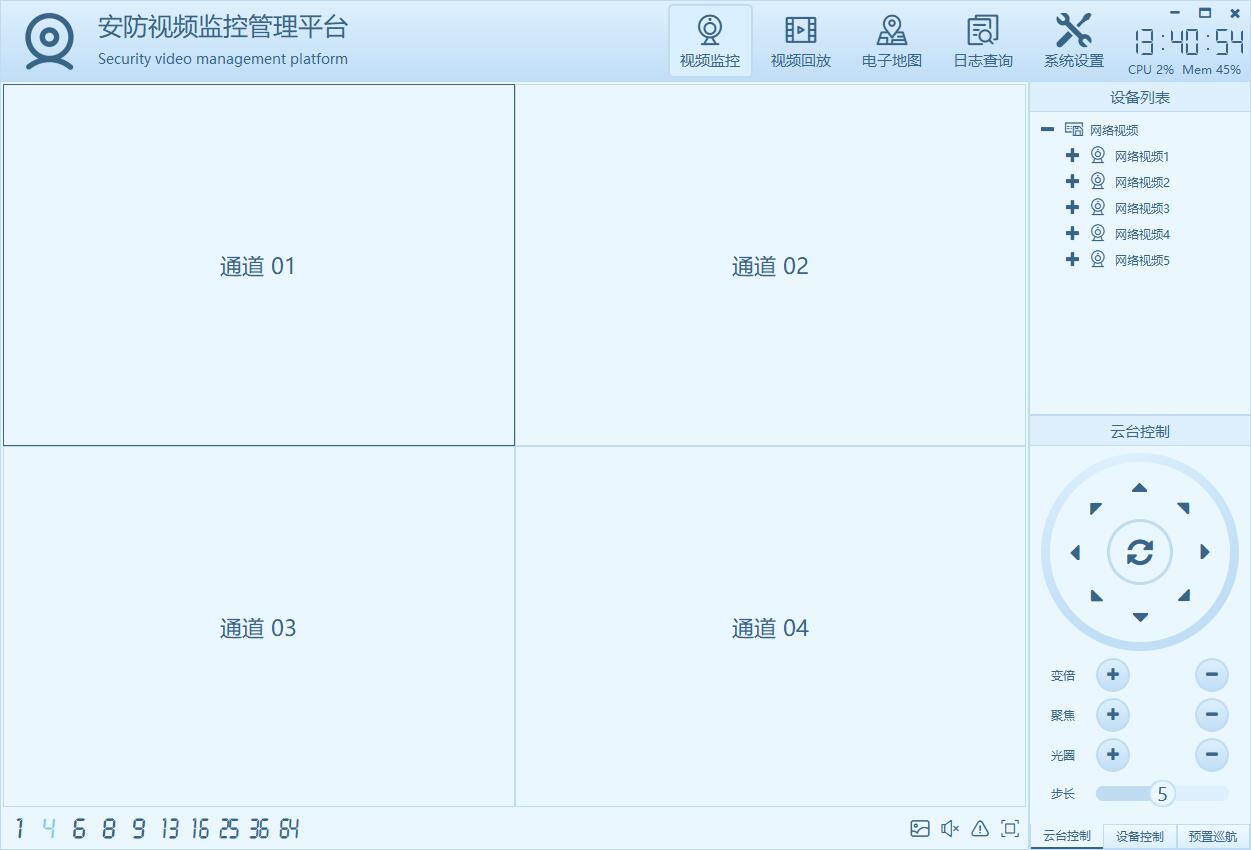 安防视频监控管理平台
Security video management platform
视频监控
视频回放
电子地图
日志查询
系统设置
13:40:54
CPU 2% Mem 45%
通道 01
通道 02
通道 03
通道 04
设备列表
网络视频
网络视频1
网络视频2
网络视频3
网络视频4
网络视频5
云台控制
变倍
聚焦
光圈
步长 5
1 4 6 8 9 13 16 25 36 64
云台控制 设备控制 预置巡航